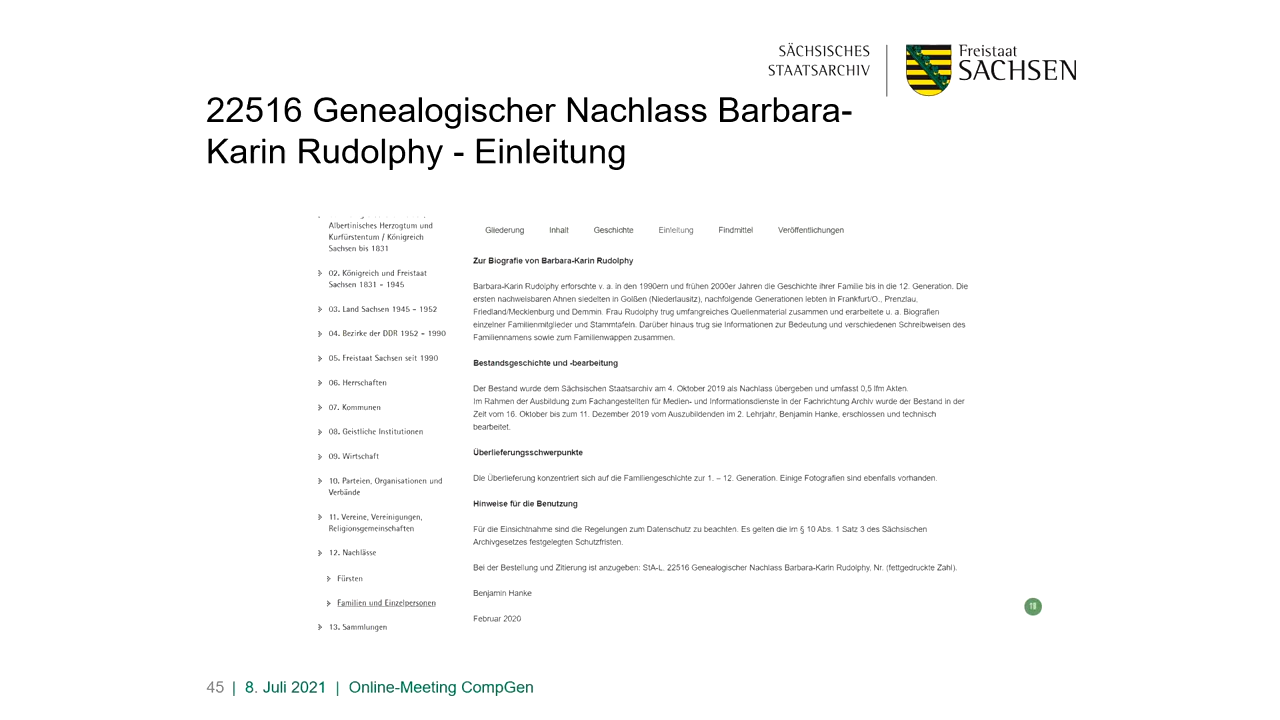 SÄCHSISCHES
STAATSARCHIV
Freistaat
SACHSEN
22516 Genealogischer Nachlass Barbara-
Karin Rudolphy - Einleitung
Albertinisches Herzogtum und
Kurfürstentum / Königreich
Sachsen bis 1831
02. Königreich und Freistaat
Sachsen 1831 - 1945
03. Land Sachsen 1945 - 1952
04. Bezirke der DDR 1952 - 1990
05. Freistaat Sachsen seit 1990
06. Herrschaften
07. Kommunen
08. Geistliche Institutionen
09. Wirtschaft
10. Parteien, Organisationen und
Verbände
11. Vereine, Vereinigungen,
Religionsgemeinschaften
12. Nachlässe
Fürsten
Familien und Einzelpersonen
13. Sammlungen
Gliederung Inhalt Geschichte Einleitung Findmittel Veröffentlichungen
Zur Biografie von Barbara-Karin Rudolphy
Barbara-Karin Rudolphy erforschte v. a. in den 1990ern und frühen 2000er Jahren die Geschichte ihrer Familie bis in die 12. Generation. Die
ersten nachweisbaren Ahnen siedelten in Golßen (Niederlausitz), nachfolgende Generationen lebten in Frankfurt/O., Prenzlau,
Friedland/Mecklenburg und Demmin. Frau Rudolphy trug umfangreiches Quellenmaterial zusammen und erarbeitete u. a. Biografien
einzelner Familienmitglieder und Stammtafeln. Darüber hinaus trug sie Informationen zur Bedeutung und verschiedenen Schreibweisen des
Familiennamens sowie zum Familienwappen zusammen.
Bestandsgeschichte und -bearbeitung
Der Bestand wurde dem Sächsischen Staatsarchiv am 4. Oktober 2019 als Nachlass übergeben und umfasst 0,5 lfm Akten.
Im Rahmen der Ausbildung zum Fachangestellten für Medien- und Informationsdienste in der Fachrichtung Archiv wurde der Bestand in der
Zeit vom 16. Oktober bis zum 11. Dezember 2019 vom Auszubildenden im 2. Lehrjahr, Benjamin Hanke, erschlossen und technisch
bearbeitet.
Überlieferungsschwerpunkte
Die Überlieferung konzentriert sich auf die Familiengeschichte zur 1. – 12. Generation. Einige Fotografien sind ebenfalls vorhanden.
Hinweise für die Benutzung
Für die Einsichtnahme sind die Regelungen zum Datenschutz zu beachten. Es gelten die im § 10 Abs. 1 Satz 3 des Sächsischen
Archivgesetzes festgelegten Schutzfristen.
Bei der Bestellung und Zitierung ist anzugeben: StA-L, 22516 Genealogischer Nachlass Barbara-Karin Rudolphy, Nr. (fettgedruckte Zahl).
Benjamin Hanke
Februar 2020
45 | 8. Juli 2021 | Online-Meeting CompGen